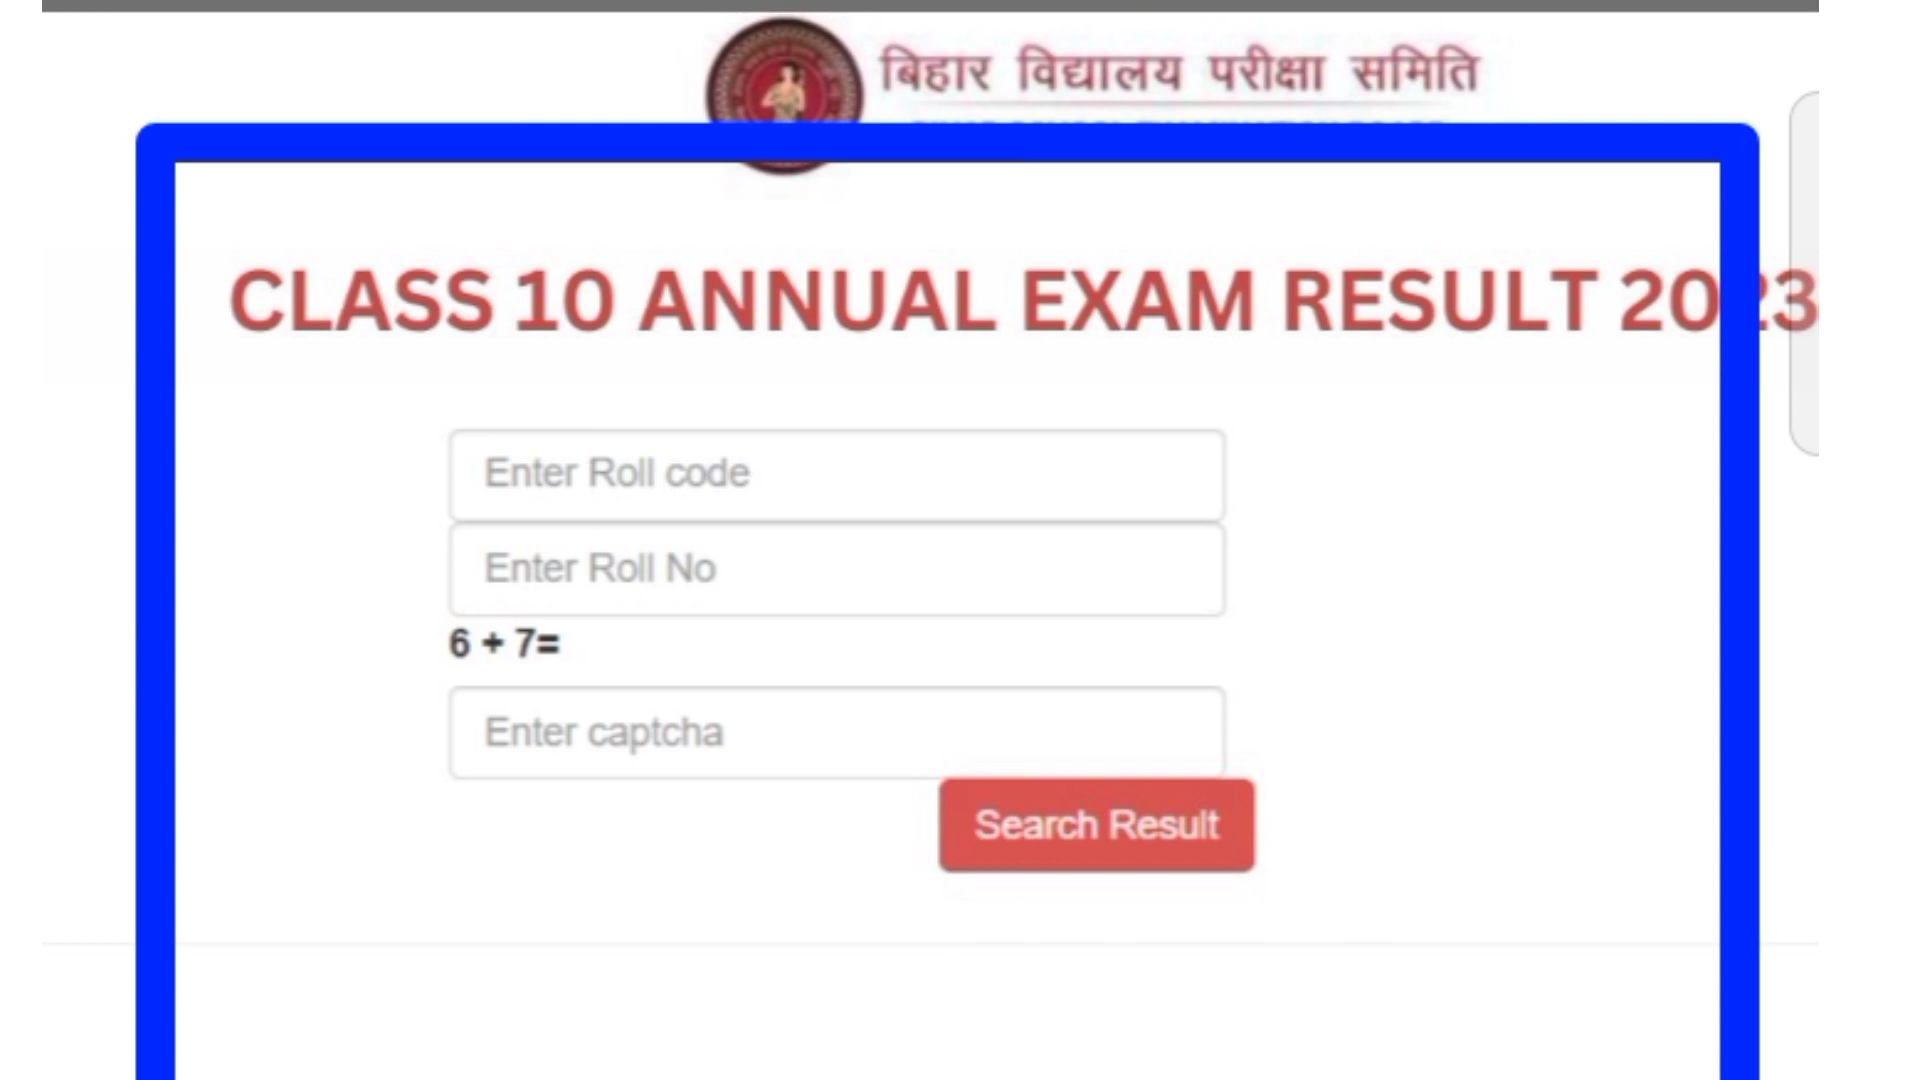 बिहार विद्यालय परीक्षा समिति
CLASS 10 ANNUAL EXAM RESULT 2023
Enter Roll code
Enter Roll No
6 + 7=
Enter captcha
Search Result